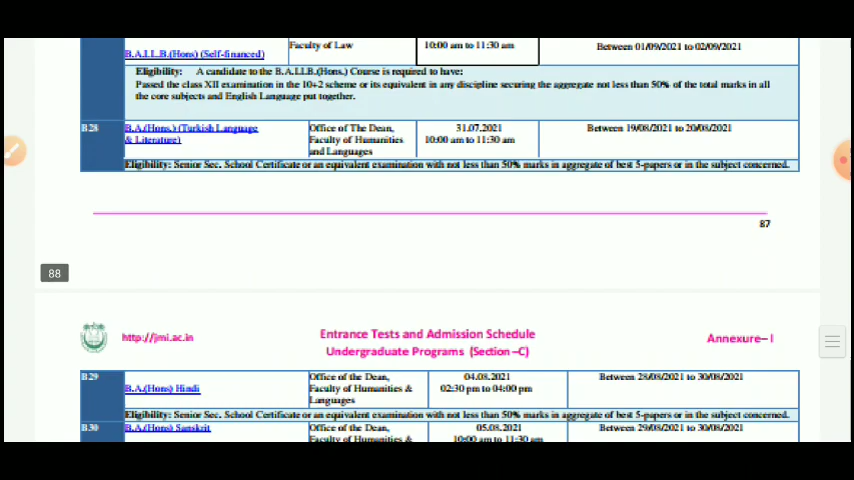 B.A.LL.B.(Hons) (Self-financed)
Faculty of Law
10:00 am to 11:30 am
Between 01/09/2021 to 02/09/2021
Eligibility: A candidate to the B.A.LLB.(Hons.) Course is required to have:
Passed the class XII examination in the 10+2 scheme or its equivalent in any discipline securing the aggregate not less than 50% of the total marks in all
the core subjects and English Language put together.
B28
B.A.(Hons.) (Turkish Language
& Literature)
Office of The Dean,
Faculty of Humanities
and Languages
31.07.2021
10:00 am to 11:30 am
Between 19/08/2021 to 20/08/2021
Eligibility: Senior Sec. School Certificate or an equivalent examination with not less than 50% marks in aggregate of best 5-papers or in the subject concerned.
87
88
http://jmi.ac.in
Entrance Tests and Admission Schedule
Undergraduate Programs (Section –C)
Annexure– I
B29
B.A.(Hons) Hindi
Office of the Dean,
Faculty of Humanities &
Languages
04.08.2021
02:30 pm to 04:00 pm
Between 28/08/2021 to 30/08/2021
Eligibility: Senior Sec. School Certificate or an equivalent examination with not less than 50% marks in aggregate of best 5-papers or in the subject concerned.
B30
B.A.(Hons) Sanskrit
Office of the Dean,
Faculty of Humanities &
05.08.2021
10:00 am to 11:30 am
Between 29/08/2021 to 30/08/2021